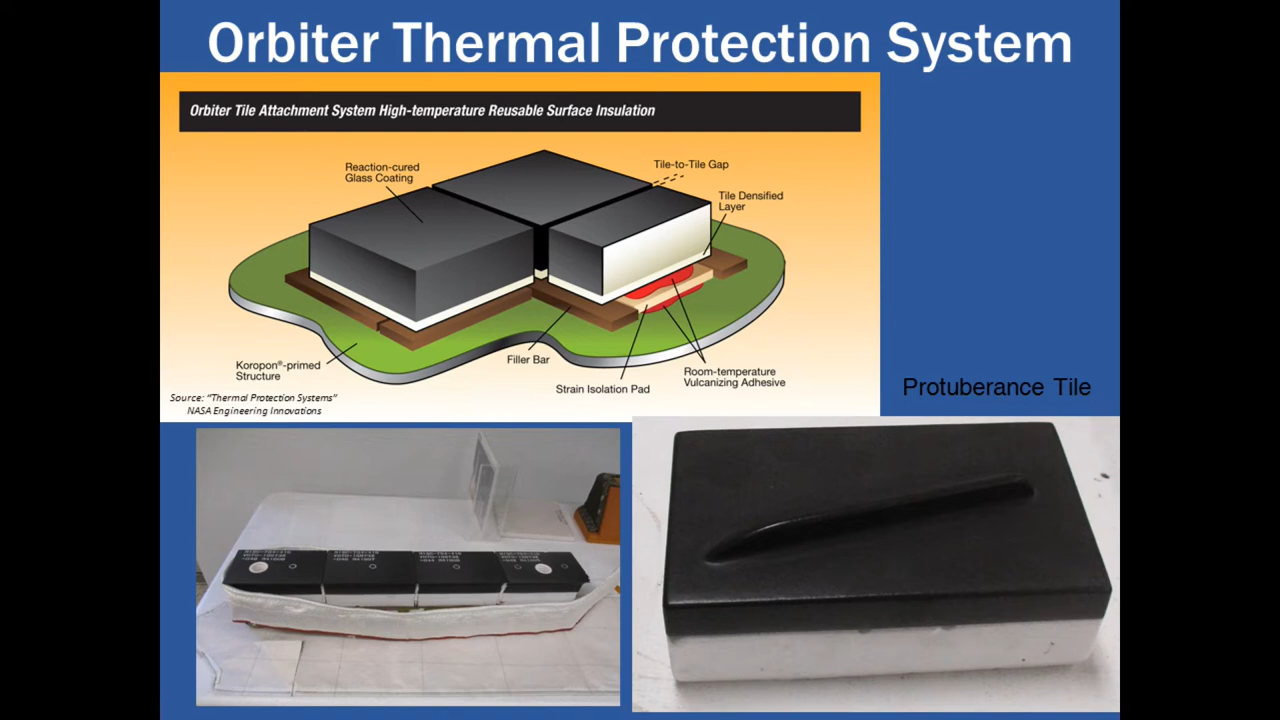 Orbiter Thermal Protection System
Orbiter Tile Attachment System High-temperature Reusable Surface Insulation
Reaction-cured
Glass Coating
Tile-to-Tile Gap
Tile Densified
Layer
Koropon®-primed
Structure
Filler Bar
Strain Isolation Pad
Room-temperature
Vulcanizing Adhesive
Source: “Thermal Protection Systems”
NASA Engineering Innovations
Protuberance Tile